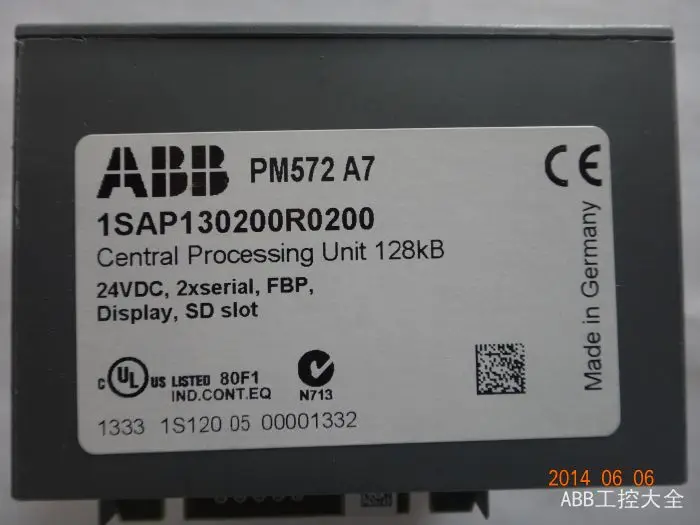 ABB PM572 A7
1SAP130200R0200
Central Processing Unit 128kB
24VDC, 2xserial, FBP,
Display, SD slot
C UL US LISTED 80F1
IND.CONT.EQ
N713
1333 1S120 05 00001332
CE
Made in Germany
2014 06 06
ABB工控大全